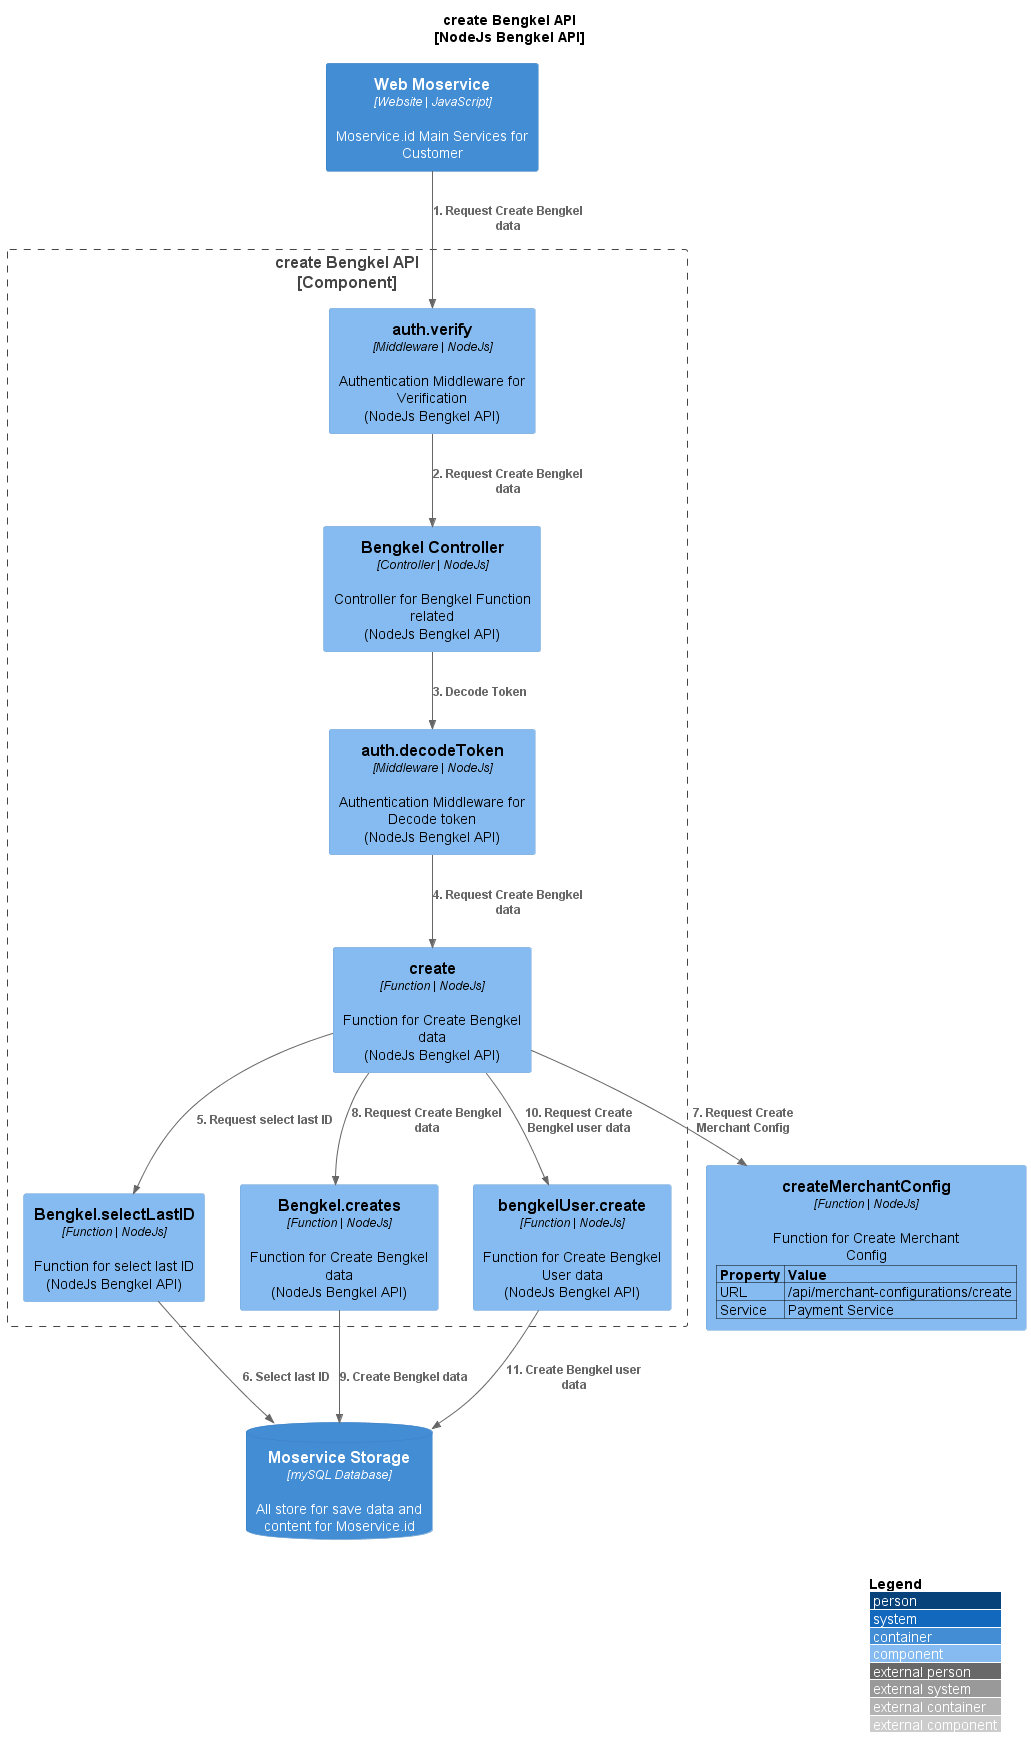 create Bengkel API
[NodeJs Bengkel API]
Web Moservice
[Website | JavaScript]
Moservice.id Main Services for
Customer
1. Request Create Bengkel
data
create Bengkel API
[Component]
auth.verify
[Middleware | NodeJs]
Authentication Middleware for
Verification
(NodeJs Bengkel API)
2. Request Create Bengkel
data
Bengkel Controller
[Controller | NodeJs]
Controller for Bengkel Function
related
(NodeJs Bengkel API)
3. Decode Token
auth.decodeToken
[Middleware | NodeJs]
Authentication Middleware for
Decode token
(NodeJs Bengkel API)
4. Request Create Bengkel
data
create
[Function | NodeJs]
Function for Create Bengkel
data
(NodeJs Bengkel API)
5. Request select last ID
8. Request Create Bengkel
data
10. Request Create
Bengkel user data
7. Request Create
Merchant Config
Bengkel.selectLastID
[Function | NodeJs]
Function for select last ID
(NodeJs Bengkel API)
Bengkel.creates
[Function | NodeJs]
Function for Create Bengkel
data
(NodeJs Bengkel API)
bengkelUser.create
[Function | NodeJs]
Function for Create Bengkel
User data
(NodeJs Bengkel API)
createMerchantConfig
[Function | NodeJs]
Function for Create Merchant
Config
Property Value
URL /api/merchant-configurations/create
Service Payment Service
6. Select last ID
9. Create Bengkel data
11. Create Bengkel user
data
Moservice Storage
[mySQL Database]
All store for save data and
content for Moservice.id
Legend
person
system
container
component
external person
external system
external container
external component